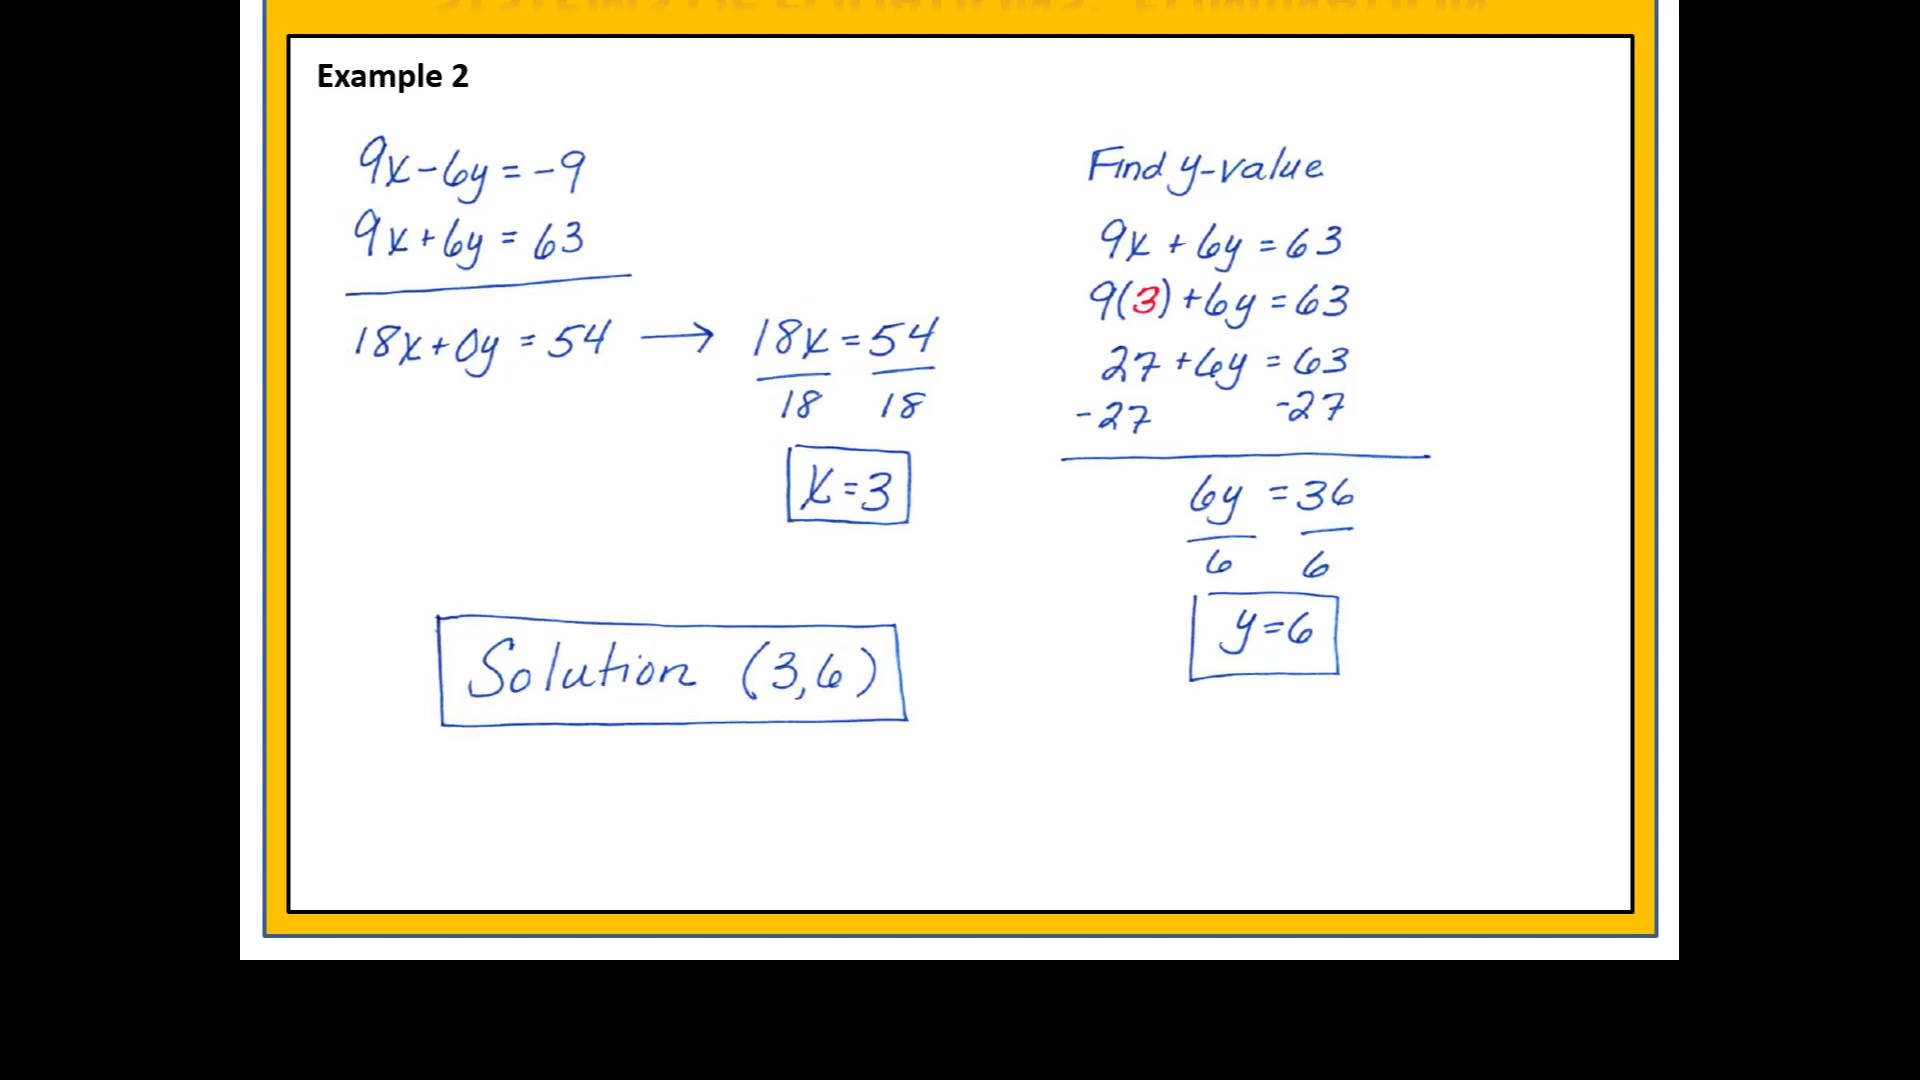 Example 2
9x-6y = -9
9x+6y = 63
18x+0y = 54 → 18x = 54
18 18
x = 3
Solution (3,6)
Find y-value
9x + 6y = 63
9(3) + 6y = 63
27 + 6y = 63
-27 -27
6y = 36
6 6
y = 6